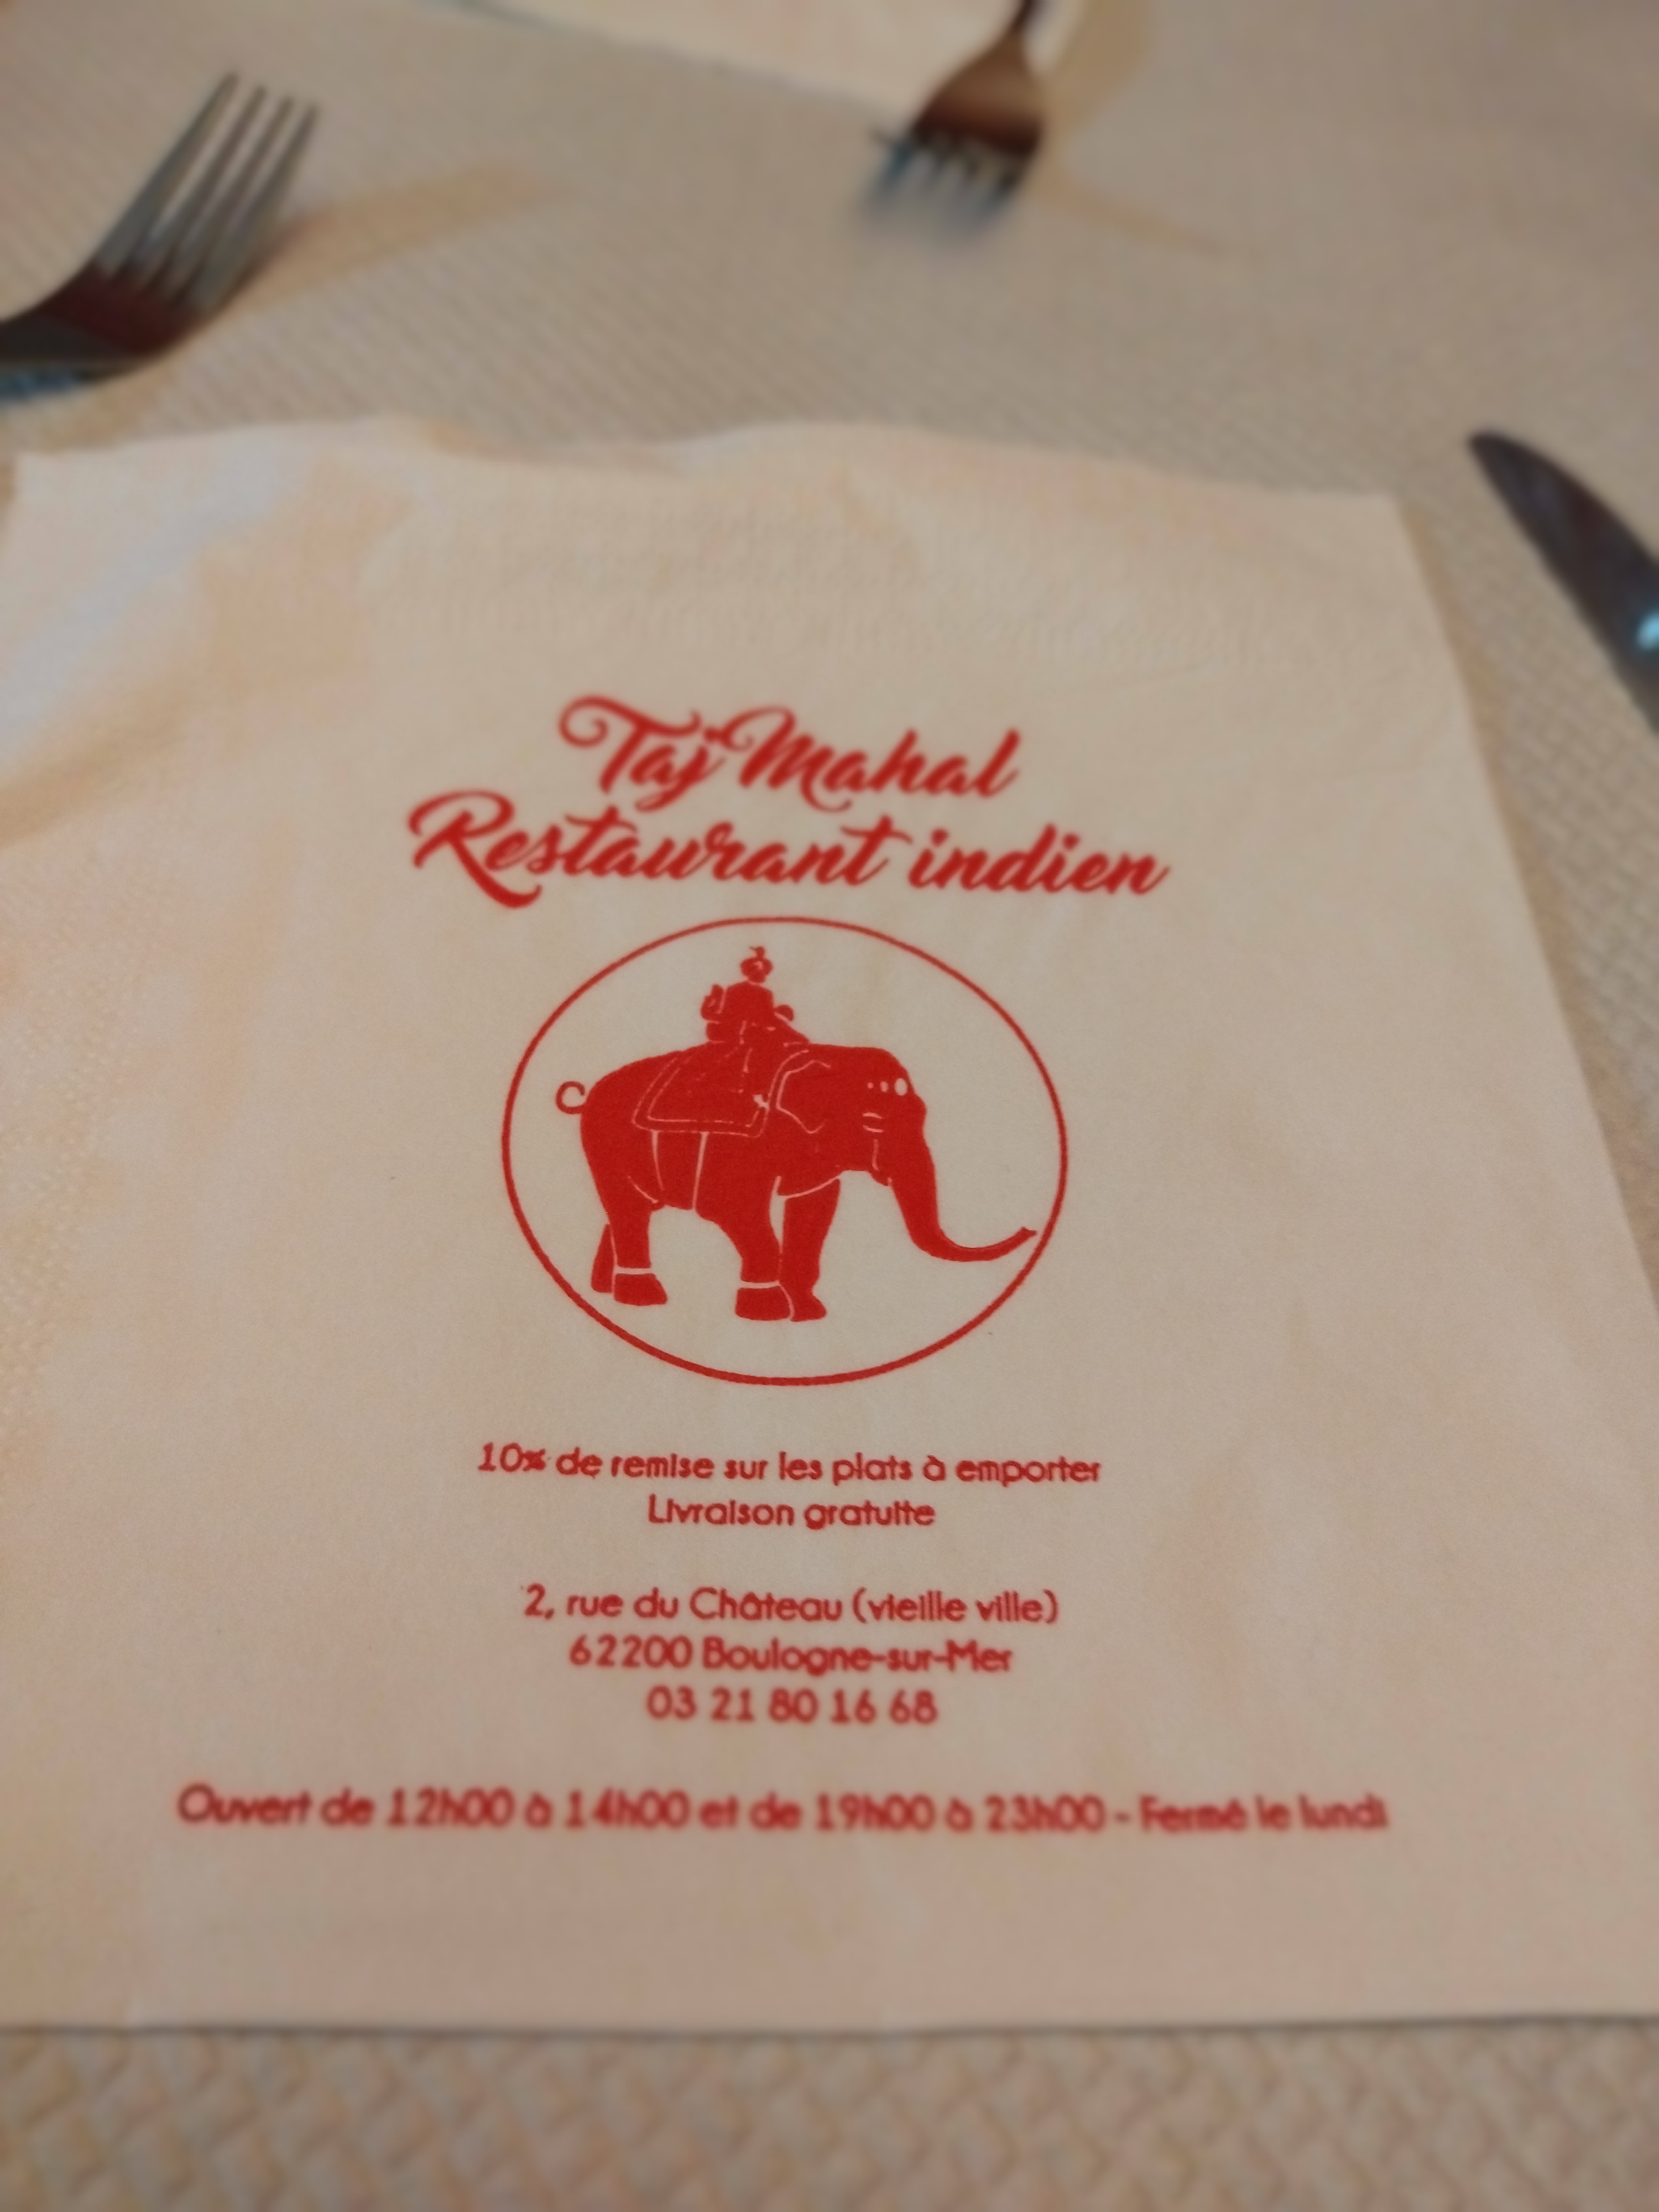 Taj Mahal
Restaurant indien
10% de remise sur les plats à emporter
Livraison gratuite
2, rue du Château (vieille ville)
62200 Boulogne-sur-Mer
03 21 80 16 68
Ouvert de 12h00 à 14h00 et de 19h00 à 23h00 - Fermé le lundi